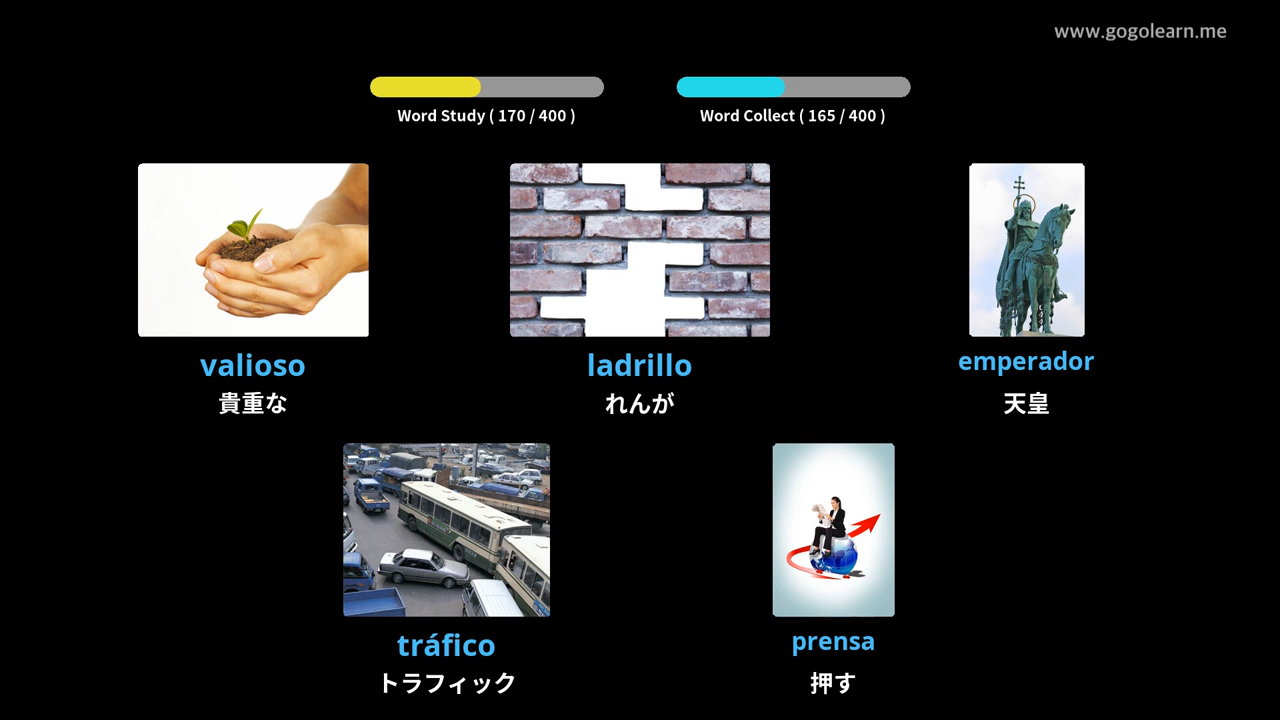 www.gogolearn.me
Word Study ( 170 / 400 )
Word Collect ( 165 / 400 )
valioso
貴重な
ladrillo
れんが
emperador
天皇
tráfico
トラフィック
prensa
押す